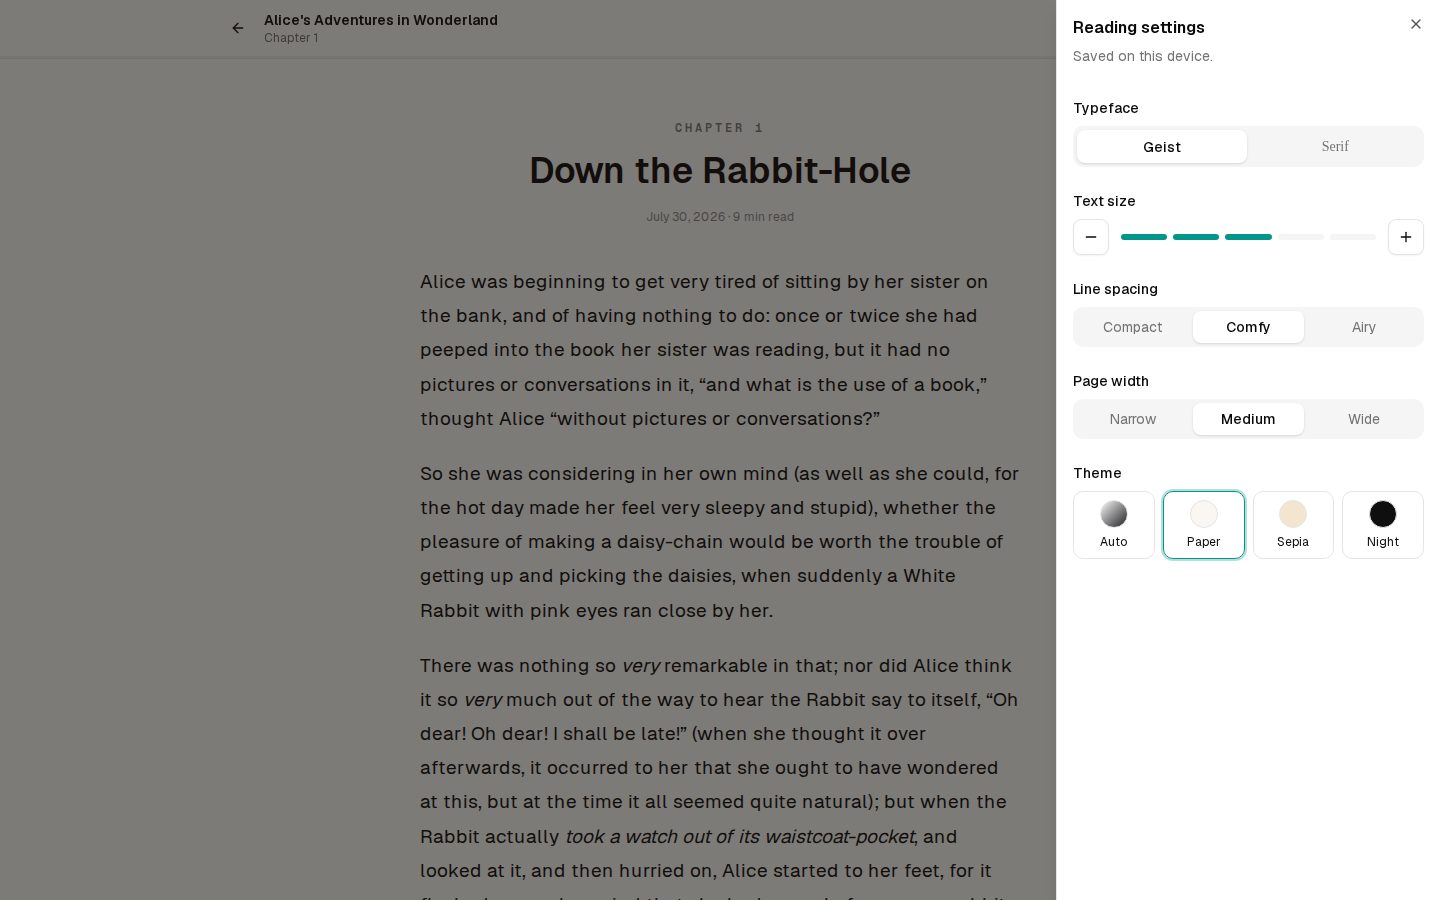 Alice's Adventures in Wonderland
Chapter 1
CHAPTER 1
Down the Rabbit-Hole
July 30, 2026 · 9 min read
Alice was beginning to get very tired of sitting by her sister on
the bank, and of having nothing to do: once or twice she had
peeped into the book her sister was reading, but it had no
pictures or conversations in it, “and what is the use of a book,”
thought Alice “without pictures or conversations?”
So she was considering in her own mind (as well as she could, for
the hot day made her feel very sleepy and stupid), whether the
pleasure of making a daisy-chain would be worth the trouble of
getting up and picking the daisies, when suddenly a White
Rabbit with pink eyes ran close by her.
There was nothing so very remarkable in that; nor did Alice think
it so very much out of the way to hear the Rabbit say to itself, “Oh
dear! Oh dear! I shall be late!” (when she thought it over
afterwards, it occurred to her that she ought to have wondered
at this, but at the time it all seemed quite natural); but when the
Rabbit actually took a watch out of its waistcoat-pocket, and
looked at it, and then hurried on, Alice started to her feet, for it
Reading settings
Saved on this device.
Typeface
Geist
Serif
Text size
Line spacing
Compact
Comfy
Airy
Page width
Narrow
Medium
Wide
Theme
Auto
Paper
Sepia
Night